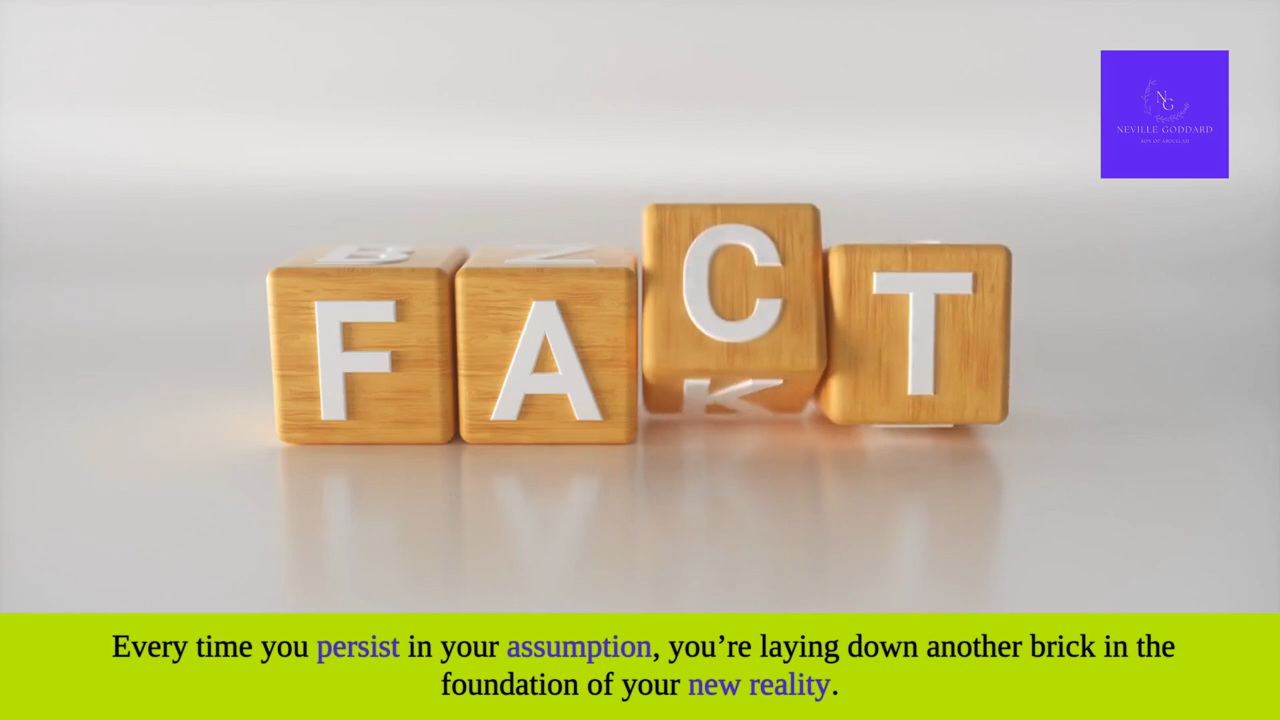 NG
NEVILLE GODDARD
B Z
F A C T
K
Every time you persist in your assumption, you’re laying down another brick in the
foundation of your new reality.